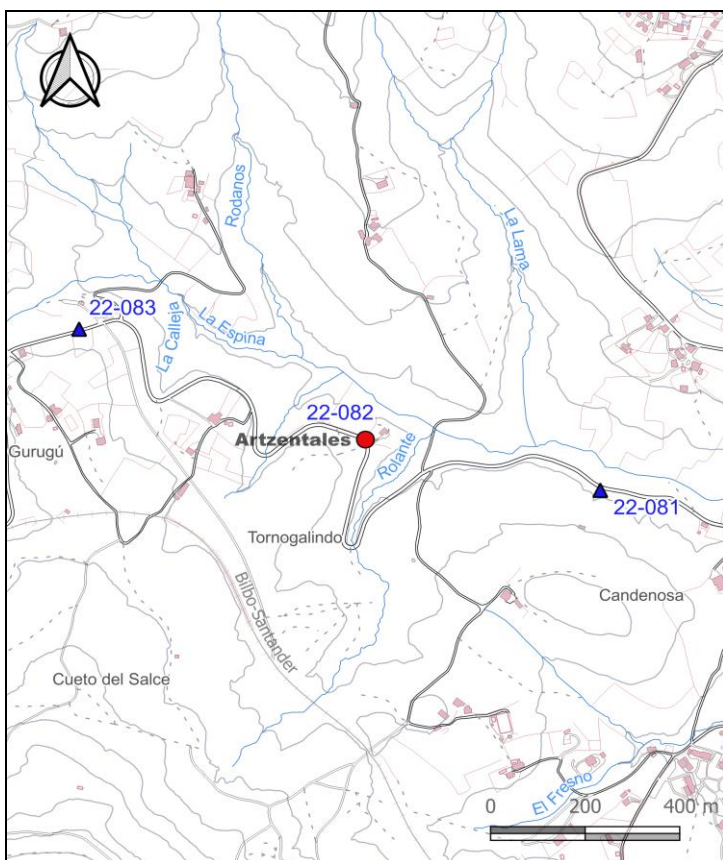 Rodanos
La Lama
22-083
La Calleja
La Espina
22-082
Artzentales
Rolante
Gurugú
22-081
Tornogalindo
Candenosa
Bilbo-Santander
Cueto del Salce
El Fresno
0 200 400 m